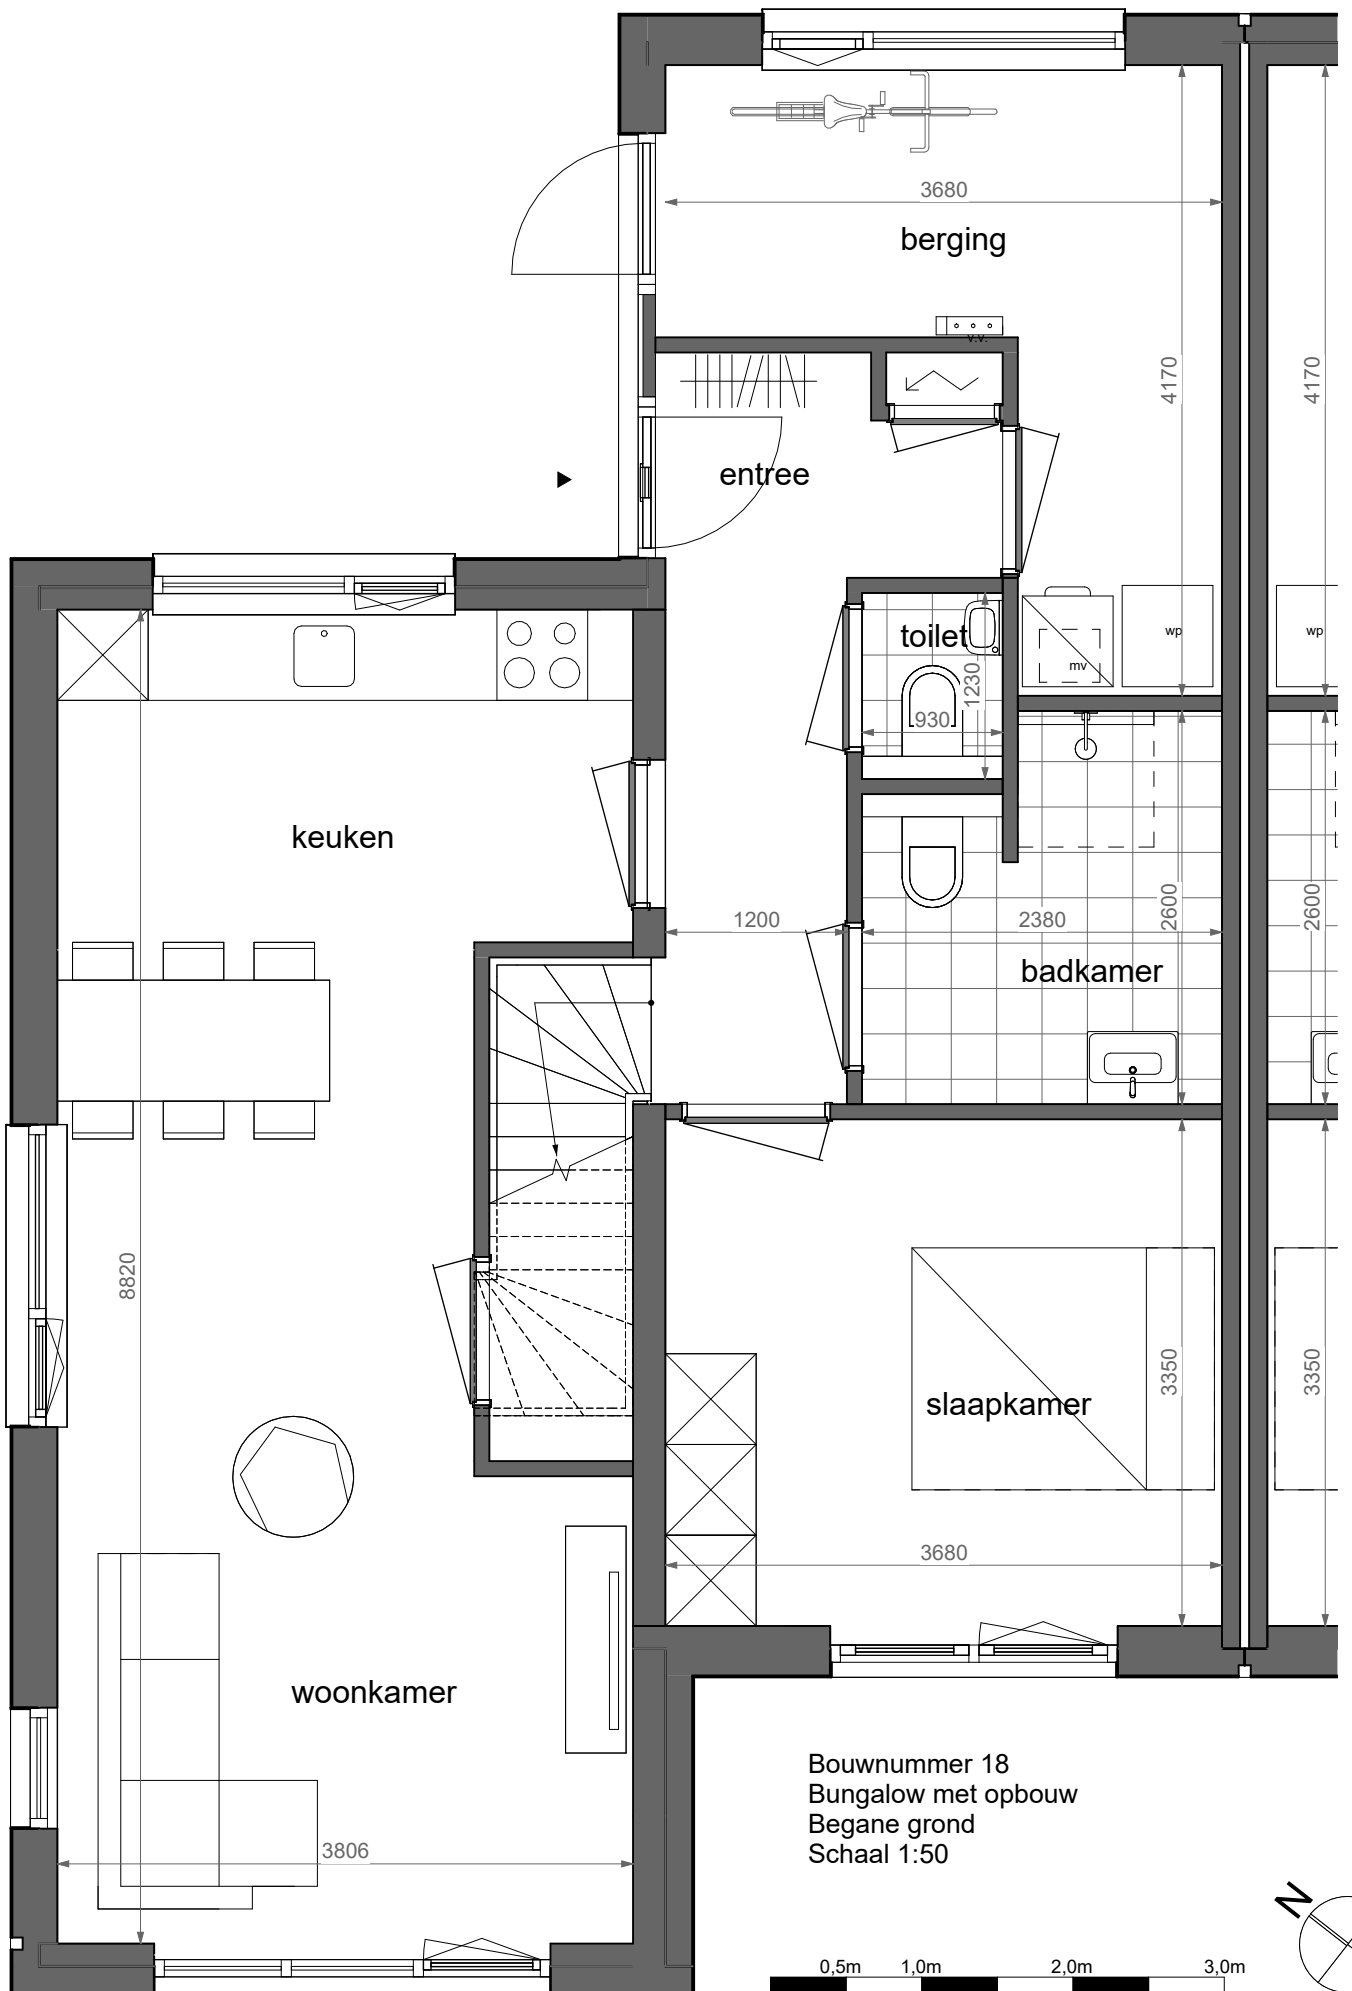 3680
berging
v.v.
4170
4170
entree
toilet
1230
930
wp
mv
wp
keuken
1200
2380
2600
2600
badkamer
8820
3350
3350
slaapkamer
3680
woonkamer
3806
Bouwnummer 18
Bungalow met opbouw
Begane grond
Schaal 1:50
N
0,5m 1,0m 2,0m 3,0m